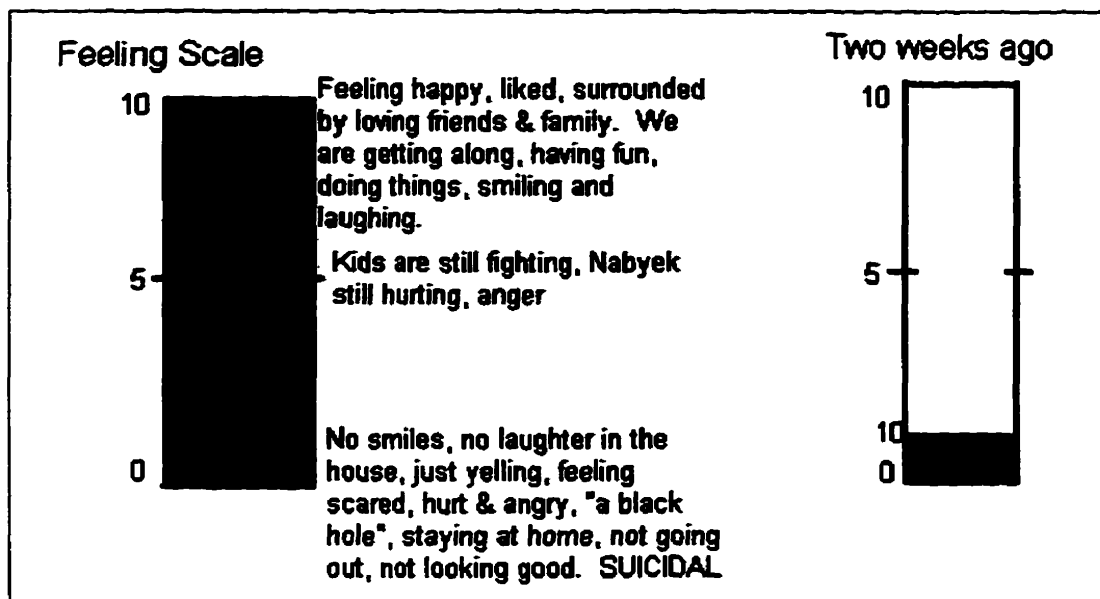 Feeling Scale
10
Feeling happy, liked, surrounded
by loving friends & family. We
are getting along, having fun,
doing things, smiling and
laughing.
5
Kids are still fighting, Nabyek
still hurting, anger
0
No smiles, no laughter in the
house, just yelling, feeling
scared, hurt & angry, "a black
hole", staying at home, not going
out, not looking good. SUICIDAL
Two weeks ago
10
5
10
0